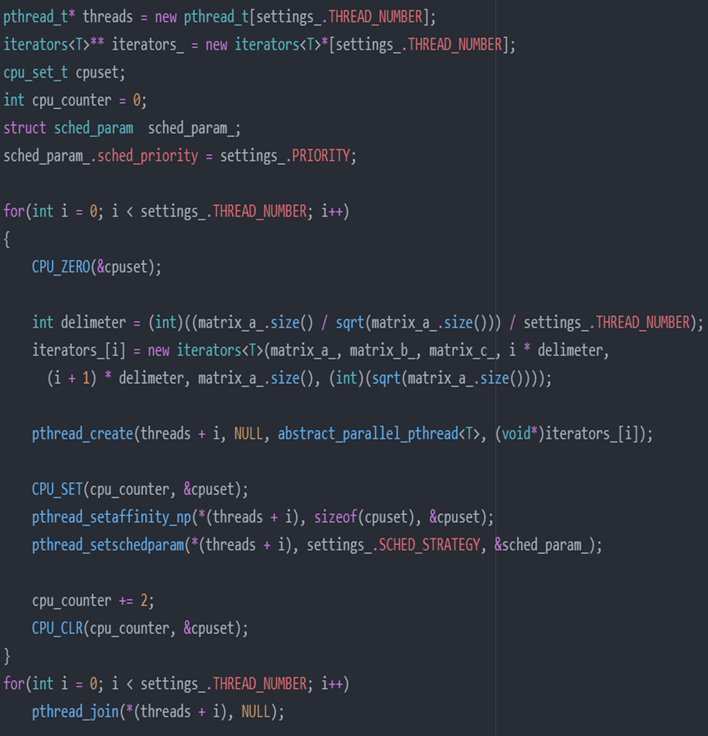 pthread_t* threads = new pthread_t[settings_.THREAD_NUMBER];
iterators<T>** iterators_ = new iterators<T>*[settings_.THREAD_NUMBER];
cpu_set_t cpuset;
int cpu_counter = 0;
struct sched_param  sched_param_;
sched_param_.sched_priority = settings_.PRIORITY;

for(int i = 0; i < settings_.THREAD_NUMBER; i++)
{
    CPU_ZERO(&cpuset);

    int delimeter = (int)((matrix_a_.size() / sqrt(matrix_a_.size())) / settings_.THREAD_NUMBER);
    iterators_[i] = new iterators<T>(matrix_a_, matrix_b_, matrix_c_, i * delimeter,
      (i + 1) * delimeter, matrix_a_.size(), (int)(sqrt(matrix_a_.size())));

    pthread_create(threads + i, NULL, abstract_parallel_pthread<T>, (void*)iterators_[i]);

    CPU_SET(cpu_counter, &cpuset);
    pthread_setaffinity_np(*(threads + i), sizeof(cpuset), &cpuset);
    pthread_setschedparam(*(threads + i), settings_.SCHED_STRATEGY, &sched_param_);

    cpu_counter += 2;
    CPU_CLR(cpu_counter, &cpuset);
}
for(int i = 0; i < settings_.THREAD_NUMBER; i++)
    pthread_join(*(threads + i), NULL);